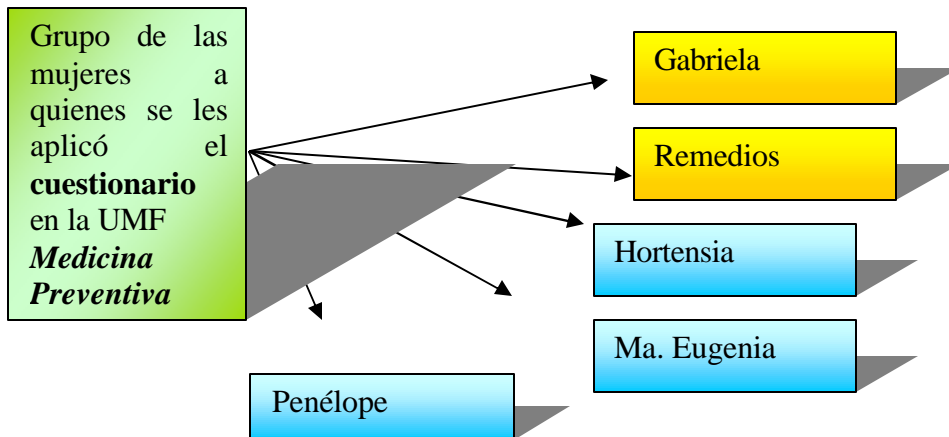 Grupo de las
mujeres a
quienes se les
aplicó el
cuestionario
en la UMF
Medicina
Preventiva
Gabriela
Remedios
Hortensia
Ma. Eugenia
Penélope